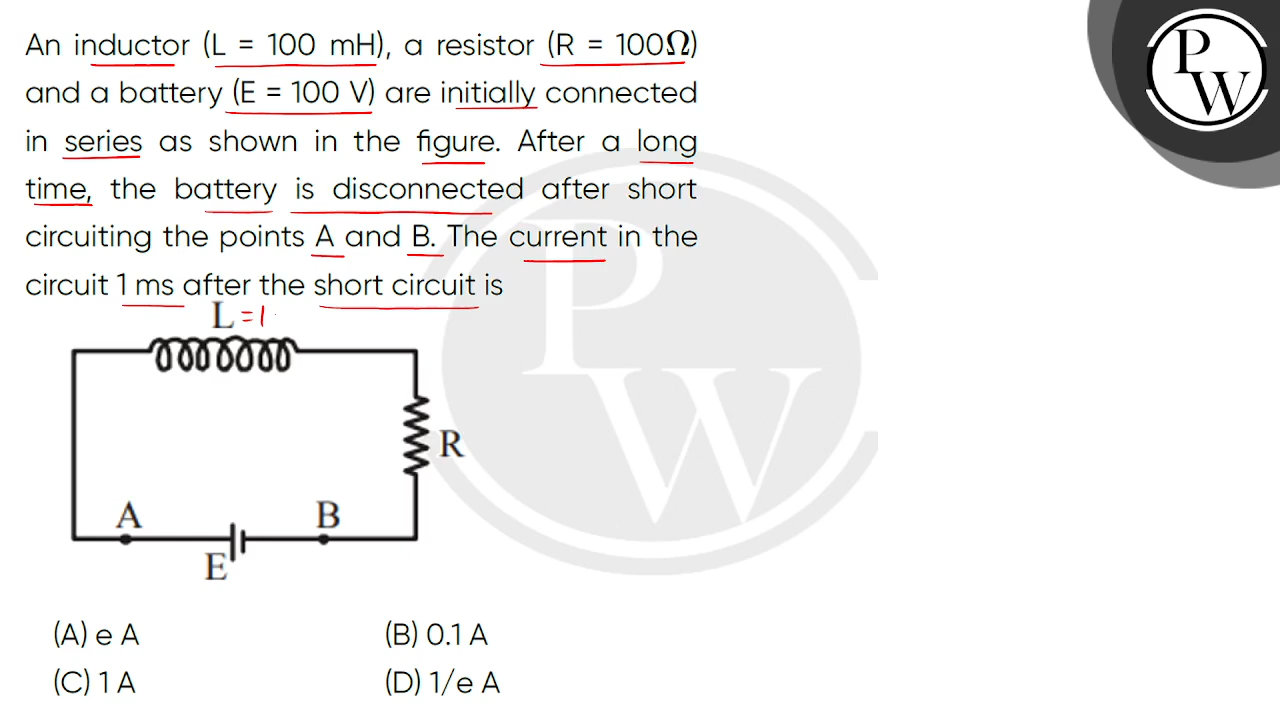 An inductor (L = 100 mH), a resistor (R = 100Ω)
and a battery (E = 100 V) are initially connected
in series as shown in the figure. After a long
time, the battery is disconnected after short
circuiting the points A and B. The current in the
circuit 1 ms after the short circuit is
L = 1
R
A B
E
(A) e A (B) 0.1 A
(C) 1 A (D) 1/e A
P
W
P
W